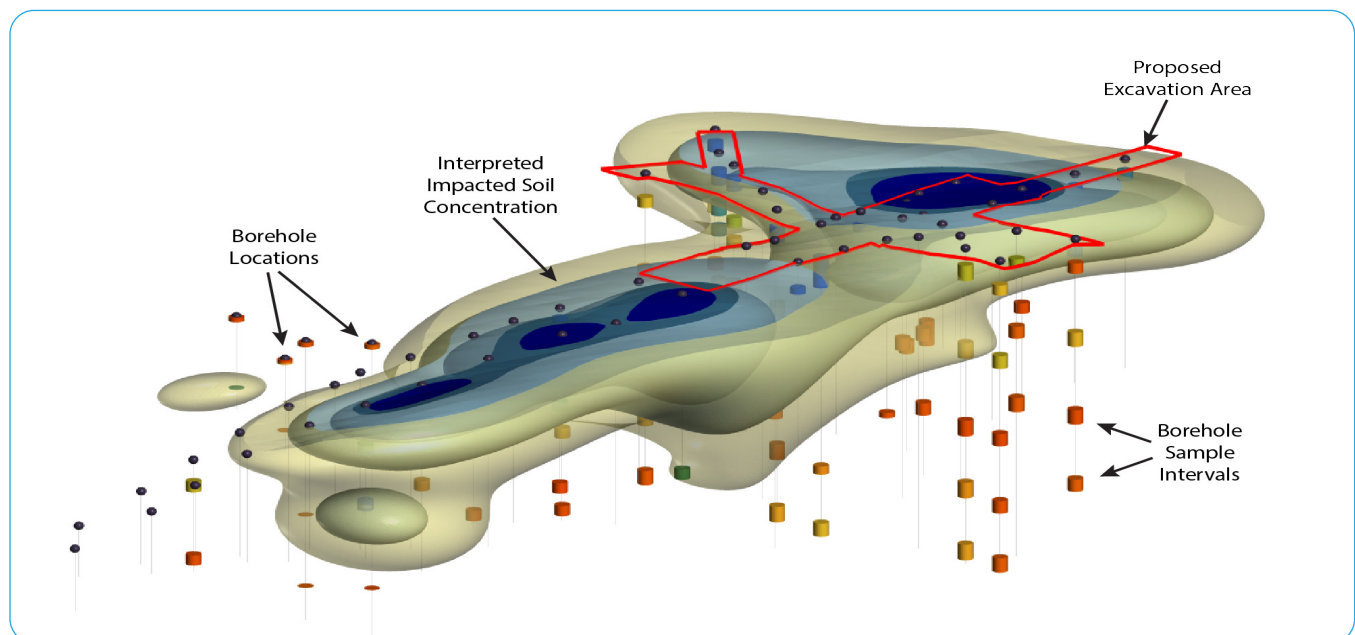 Proposed
Excavation Area
Interpreted
Impacted Soil
Concentration
Borehole
Locations
Borehole
Sample
Intervals